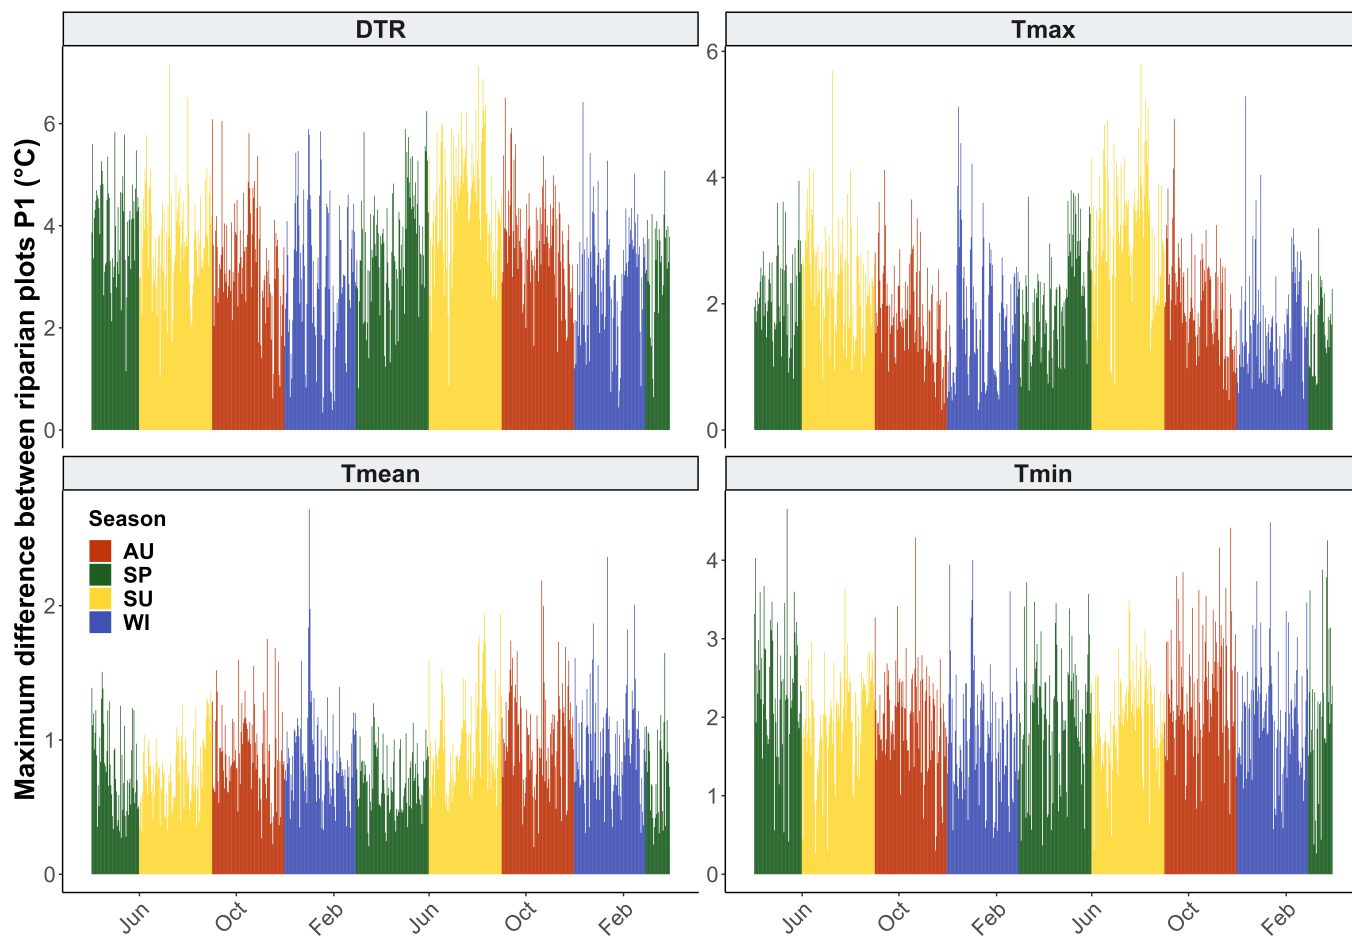 DTR
Tmax
Maximum difference between riparian plots P1 (°C)
6
4
2
0
6
4
2
0
Tmean
Tmin
Season
AU
SP
SU
WI
2
1
0
4
3
2
1
0
Jun
Oct
Feb
Jun
Oct
Feb
Jun
Oct
Feb
Jun
Oct
Feb